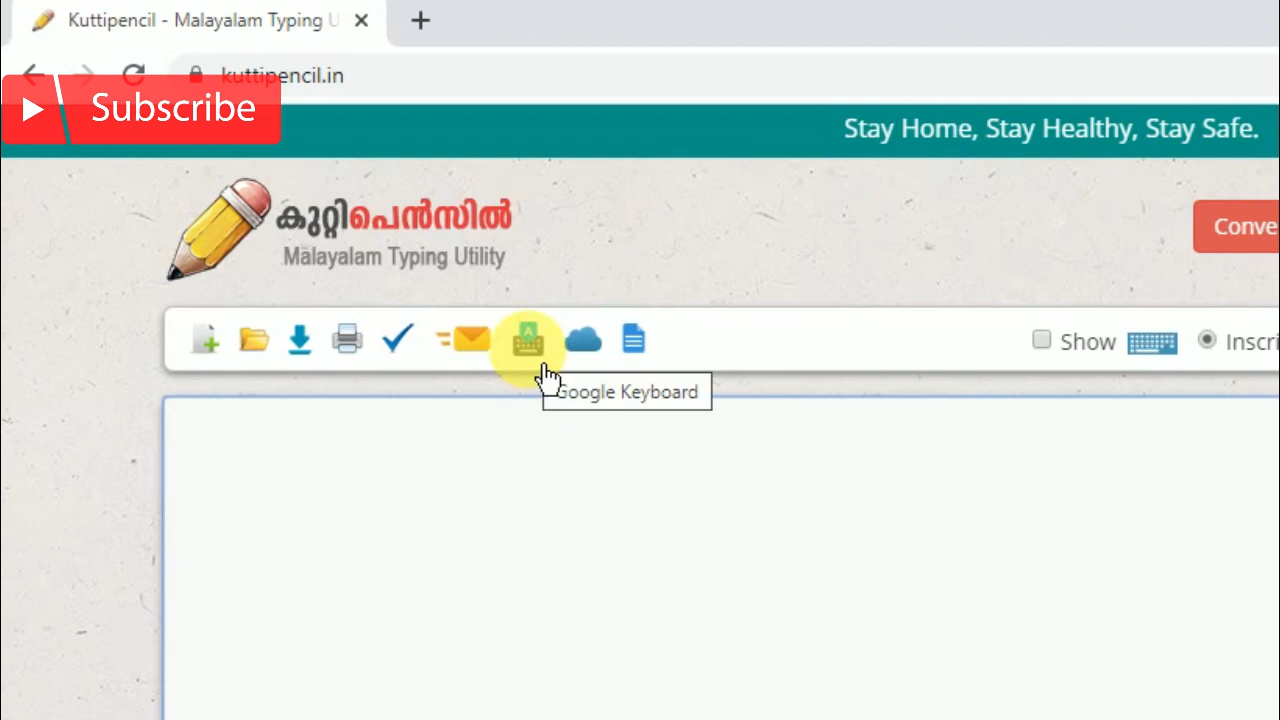 Kuttipencil - Malayalam Typing U
kuttipencil.in
Subscribe
Stay Home, Stay Healthy, Stay Safe.
കുറ്റിപെൻസിൽ
Malayalam Typing Utility
Conve
A
Show
Inscri
Google Keyboard